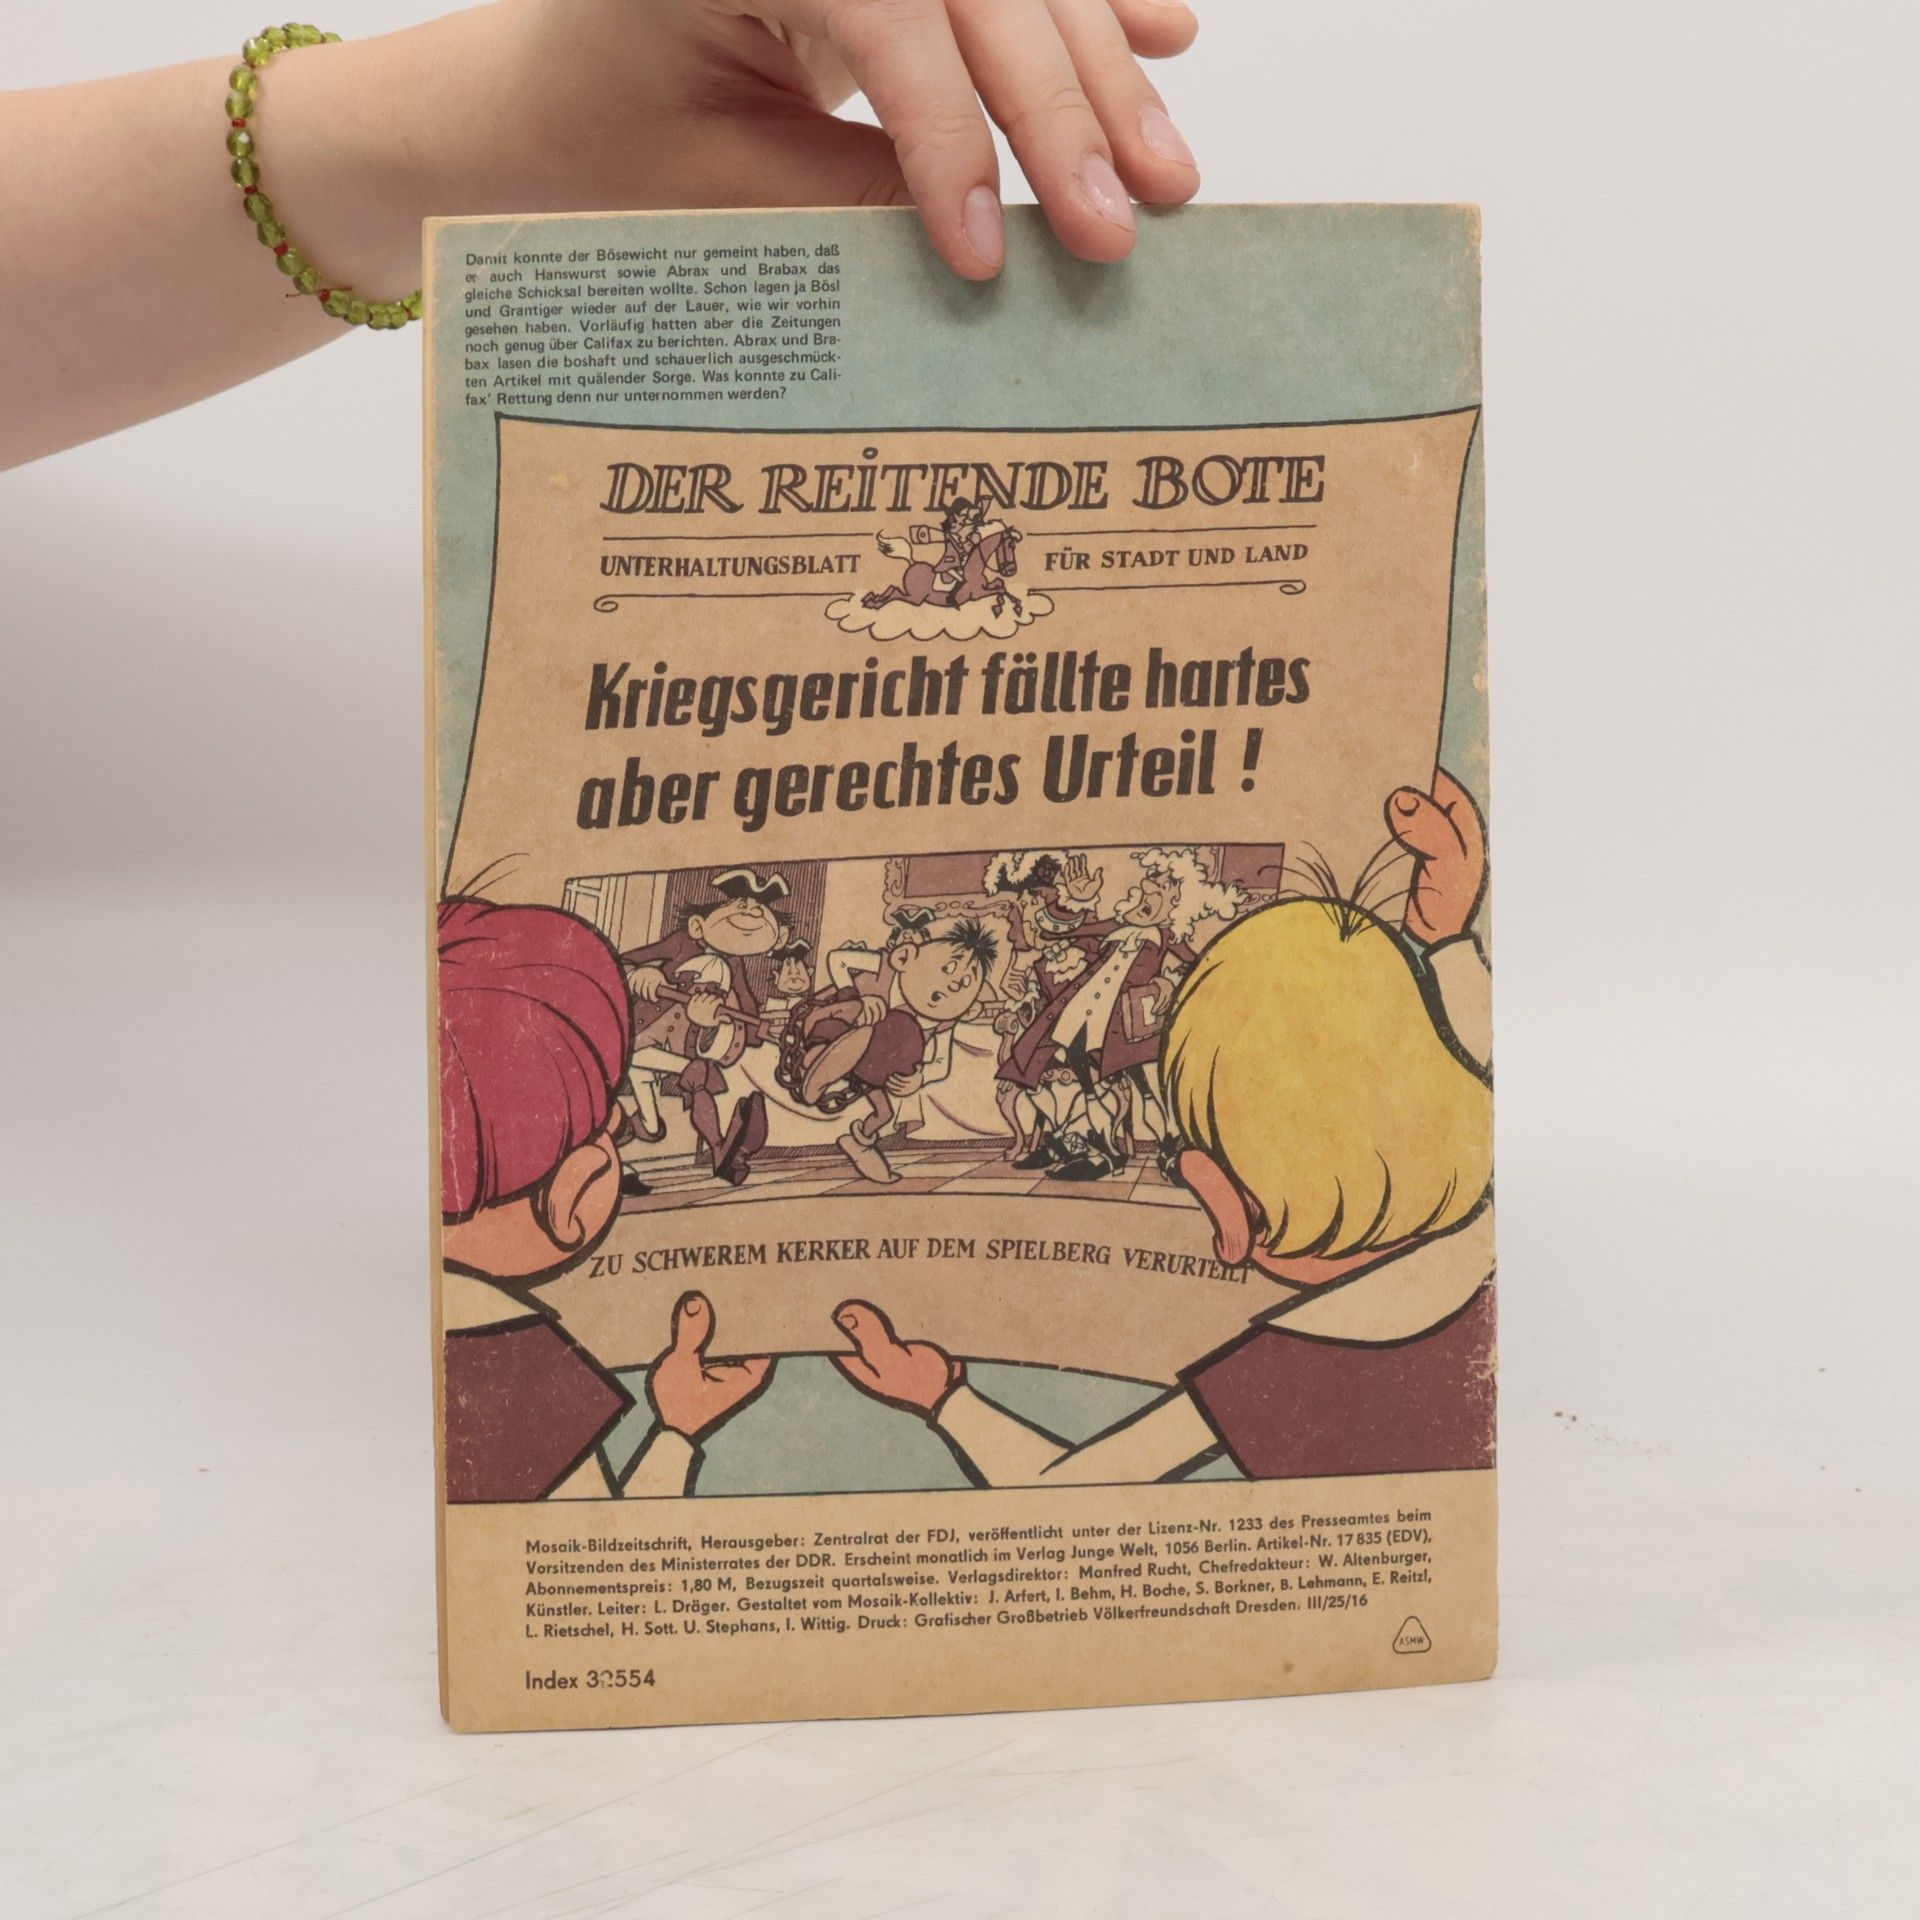 Damit konnte der Bösewicht nur gemeint haben, daß
er auch Hanswurst sowie Abrax und Brabax das
gleiche Schicksal bereiten wollte. Schon lagen ja Bösl
und Grantiger wieder auf der Lauer, wie wir vorhin
gesehen haben. Vorläufig hatten aber die Zeitungen
noch genug über Califax zu berichten. Abrax und Bra-
bax lasen die boshaft und schauerlich ausgeschmück-
ten Artikel mit quälender Sorge. Was konnte zu Cali-
fax' Rettung denn nur unternommen werden?
DER REITENDE BOTE
UNTERHALTUNGSBLATT FÜR STADT UND LAND
Kriegsgericht fällte hartes
aber gerechtes Urteil !
ZU SCHWEREM KERKER AUF DEM SPIELBERG VERURTEILT
Mosaik-Bildzeitschrift, Herausgeber: Zentralrat der FDJ, veröffentlicht unter der Lizenz-Nr. 1233 des Presseamtes beim
Vorsitzenden des Ministerrates der DDR. Erscheint monatlich im Verlag Junge Welt, 1056 Berlin. Artikel-Nr. 17 835 (EDV),
Abonnementspreis: 1,80 M, Bezugszeit quartalsweise. Verlagsdirektor: Manfred Rucht, Chefredakteur: W. Altenburger,
Künstler. Leiter: L. Dräger. Gestaltet vom Mosaik-Kollektiv: J. Arfert, I. Behm, H. Boche, S. Borkner, B. Lehmann, E. Reitzl,
L. Rietschel, H. Sott. U. Stephans, I. Wittig. Druck: Grafischer Großbetrieb Völkerfreundschaft Dresden. III/25/16
ASMW
Index 32554